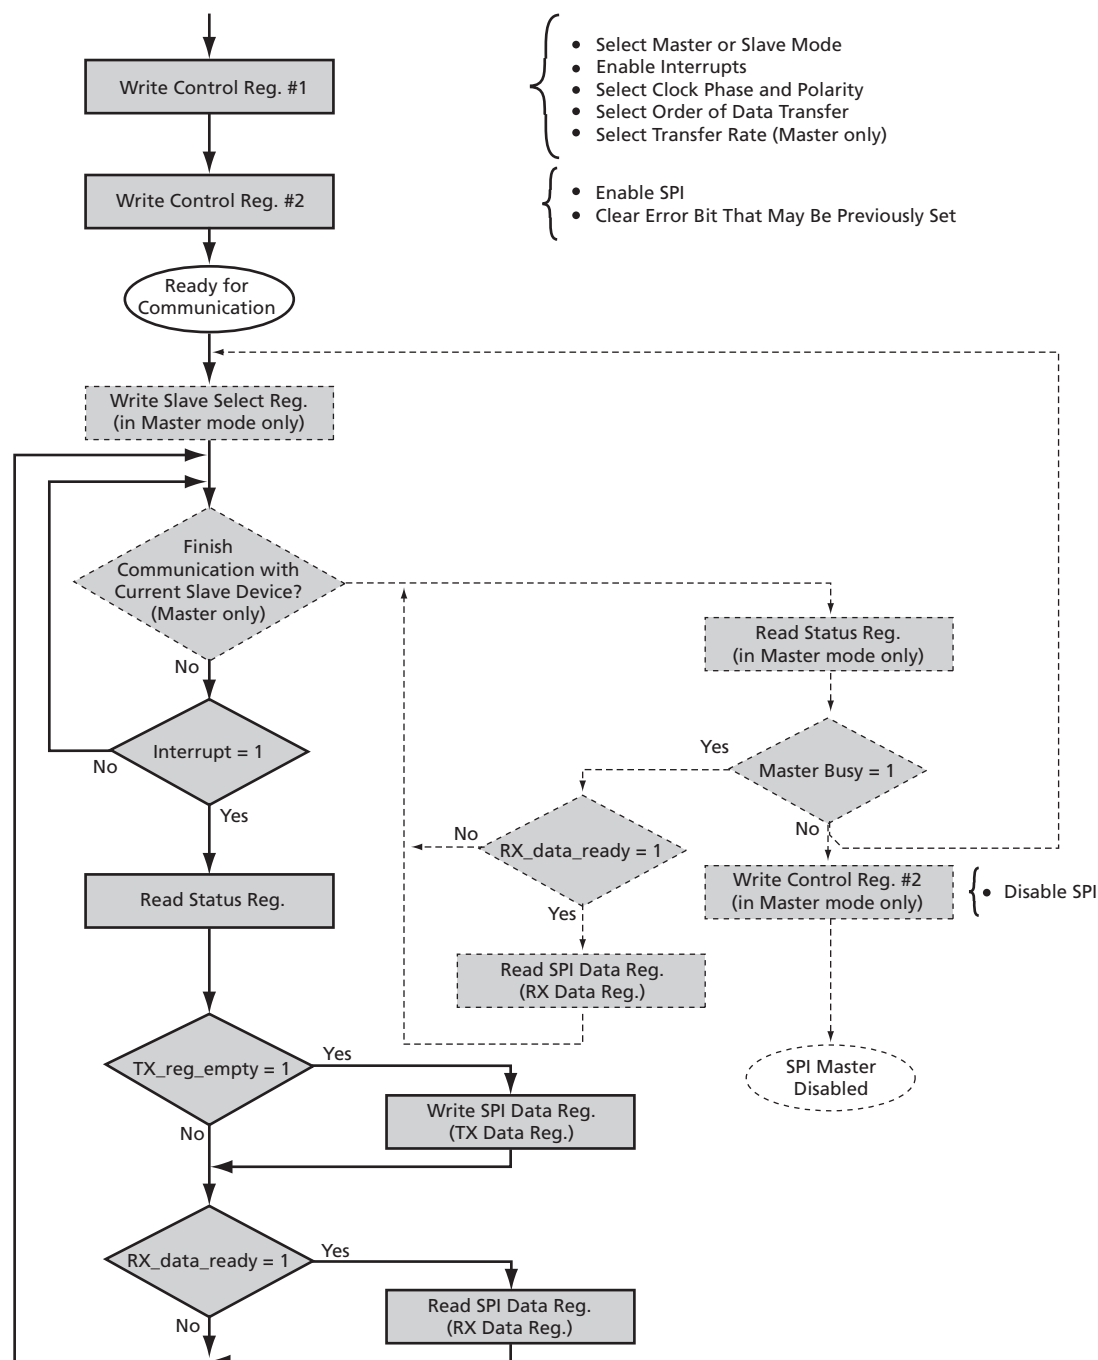 Write Control Reg. #1
• Select Master or Slave Mode
• Enable Interrupts
• Select Clock Phase and Polarity
• Select Order of Data Transfer
• Select Transfer Rate (Master only)
Write Control Reg. #2
• Enable SPI
• Clear Error Bit That May Be Previously Set
Ready for
Communication
Write Slave Select Reg.
(in Master mode only)
Finish
Communication with
Current Slave Device?
(Master only)
No
Read Status Reg.
(in Master mode only)
Interrupt = 1
No
Yes
Master Busy = 1
Yes
No
RX_data_ready = 1
No
Yes
Write Control Reg. #2
(in Master mode only)
• Disable SPI
Read Status Reg.
Read SPI Data Reg.
(RX Data Reg.)
TX_reg_empty = 1
Yes
No
SPI Master
Disabled
Write SPI Data Reg.
(TX Data Reg.)
RX_data_ready = 1
Yes
No
Read SPI Data Reg.
(RX Data Reg.)